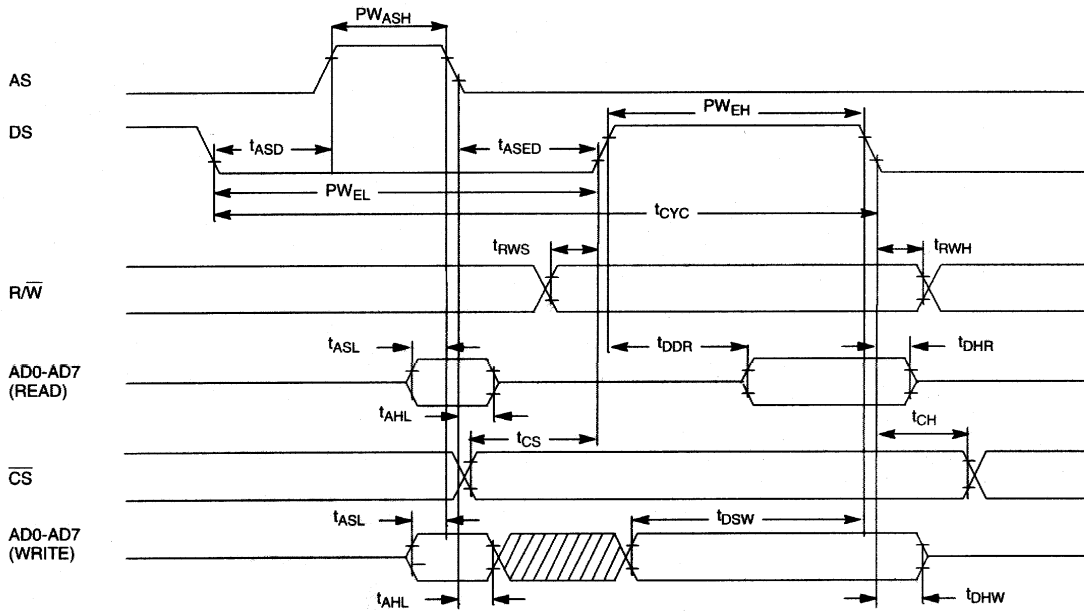 PW_ASH
AS
PW_EH
DS
t_ASD
t_ASED
PW_EL
t_CYC
t_RWS
t_RWH
R/W̅
t_ASL
t_DDR
t_DHR
AD0-AD7
(READ)
t_AHL
t_CS
t_CH
C̅S̅
t_ASL
t_DSW
AD0-AD7
(WRITE)
t_AHL
t_DHW